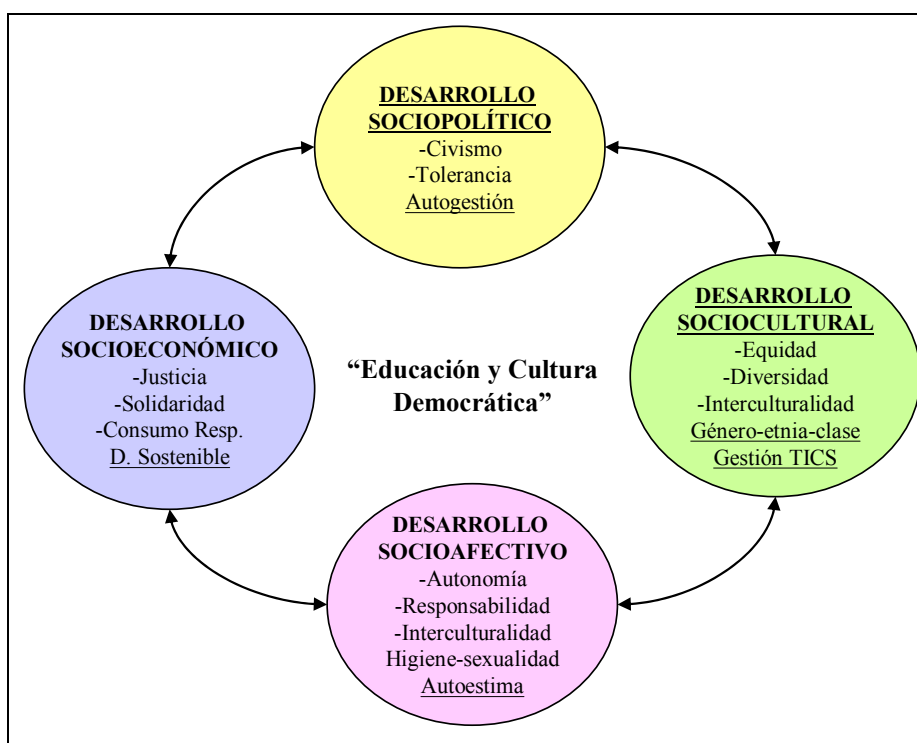 DESARROLLO
SOCIOPOLÍTICO
-Civismo
-Tolerancia
Autogestión
DESARROLLO
SOCIOECONÓMICO
-Justicia
-Solidaridad
-Consumo Resp.
D. Sostenible
“Educación y Cultura
Democrática”
DESARROLLO
SOCIOCULTURAL
-Equidad
-Diversidad
-Interculturalidad
Género-etnia-clase
Gestión TICS
DESARROLLO
SOCIOAFECTIVO
-Autonomía
-Responsabilidad
-Interculturalidad
Higiene-sexualidad
Autoestima